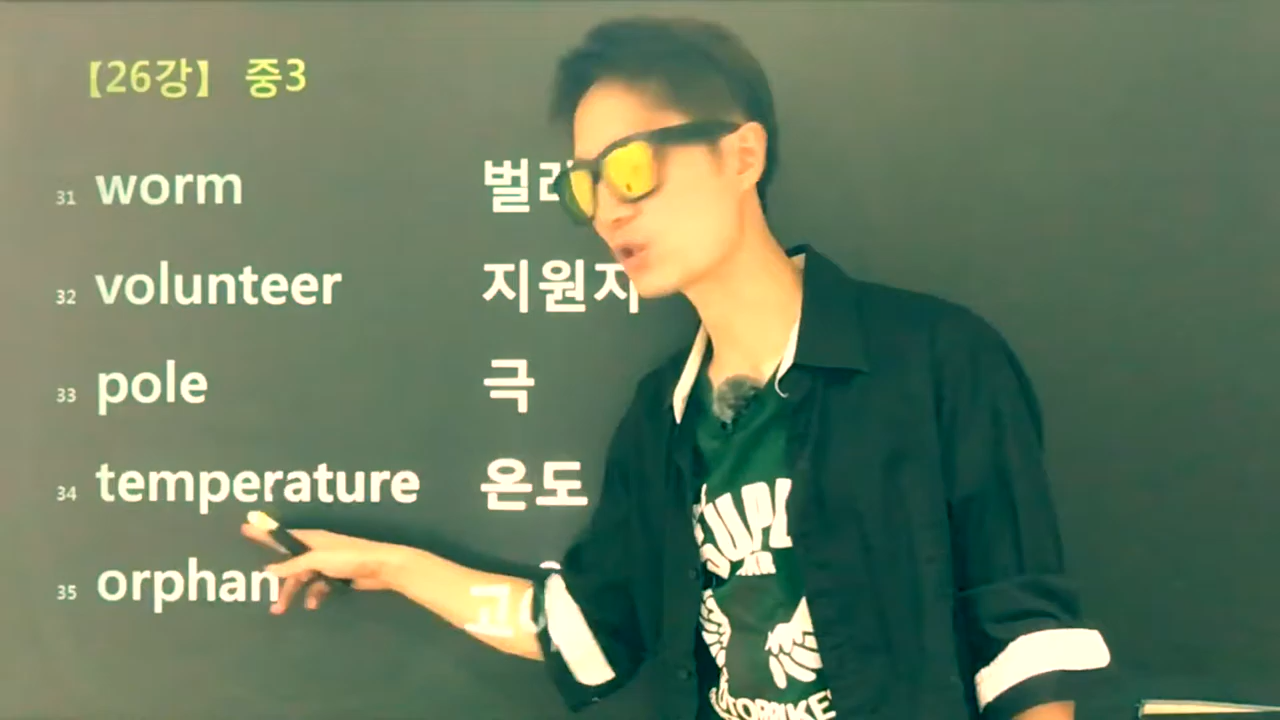 【26강】 중3
31 worm
32 volunteer 지원자
33 pole 극
34 temperature 온도
35 orphan